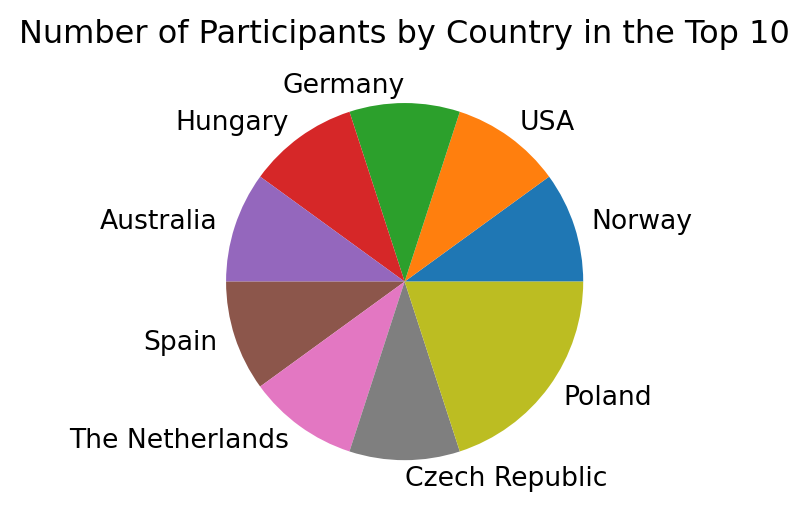 Number of Participants by Country in the Top 10
Germany
Hungary
USA
Australia
Norway
Spain
Poland
The Netherlands
Czech Republic